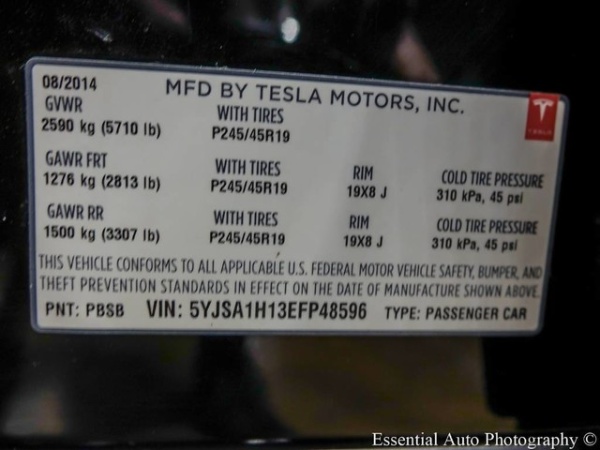 08/2014
MFD BY TESLA MOTORS, INC.
TESLA
GVWR WITH TIRES
2590 kg (5710 lb) P245/45R19
GAWR FRT WITH TIRES RIM COLD TIRE PRESSURE
1276 kg (2813 lb) P245/45R19 19X8 J 310 kPa, 45 psi
GAWR RR WITH TIRES RIM COLD TIRE PRESSURE
1500 kg (3307 lb) P245/45R19 19X8 J 310 kPa, 45 psi
THIS VEHICLE CONFORMS TO ALL APPLICABLE U.S. FEDERAL MOTOR VEHICLE SAFETY, BUMPER, AND
THEFT PREVENTION STANDARDS IN EFFECT ON THE DATE OF MANUFACTURE SHOWN ABOVE.
PNT: PBSB VIN: 5YJSA1H13EFP48596 TYPE: PASSENGER CAR
Essential Auto Photography ©